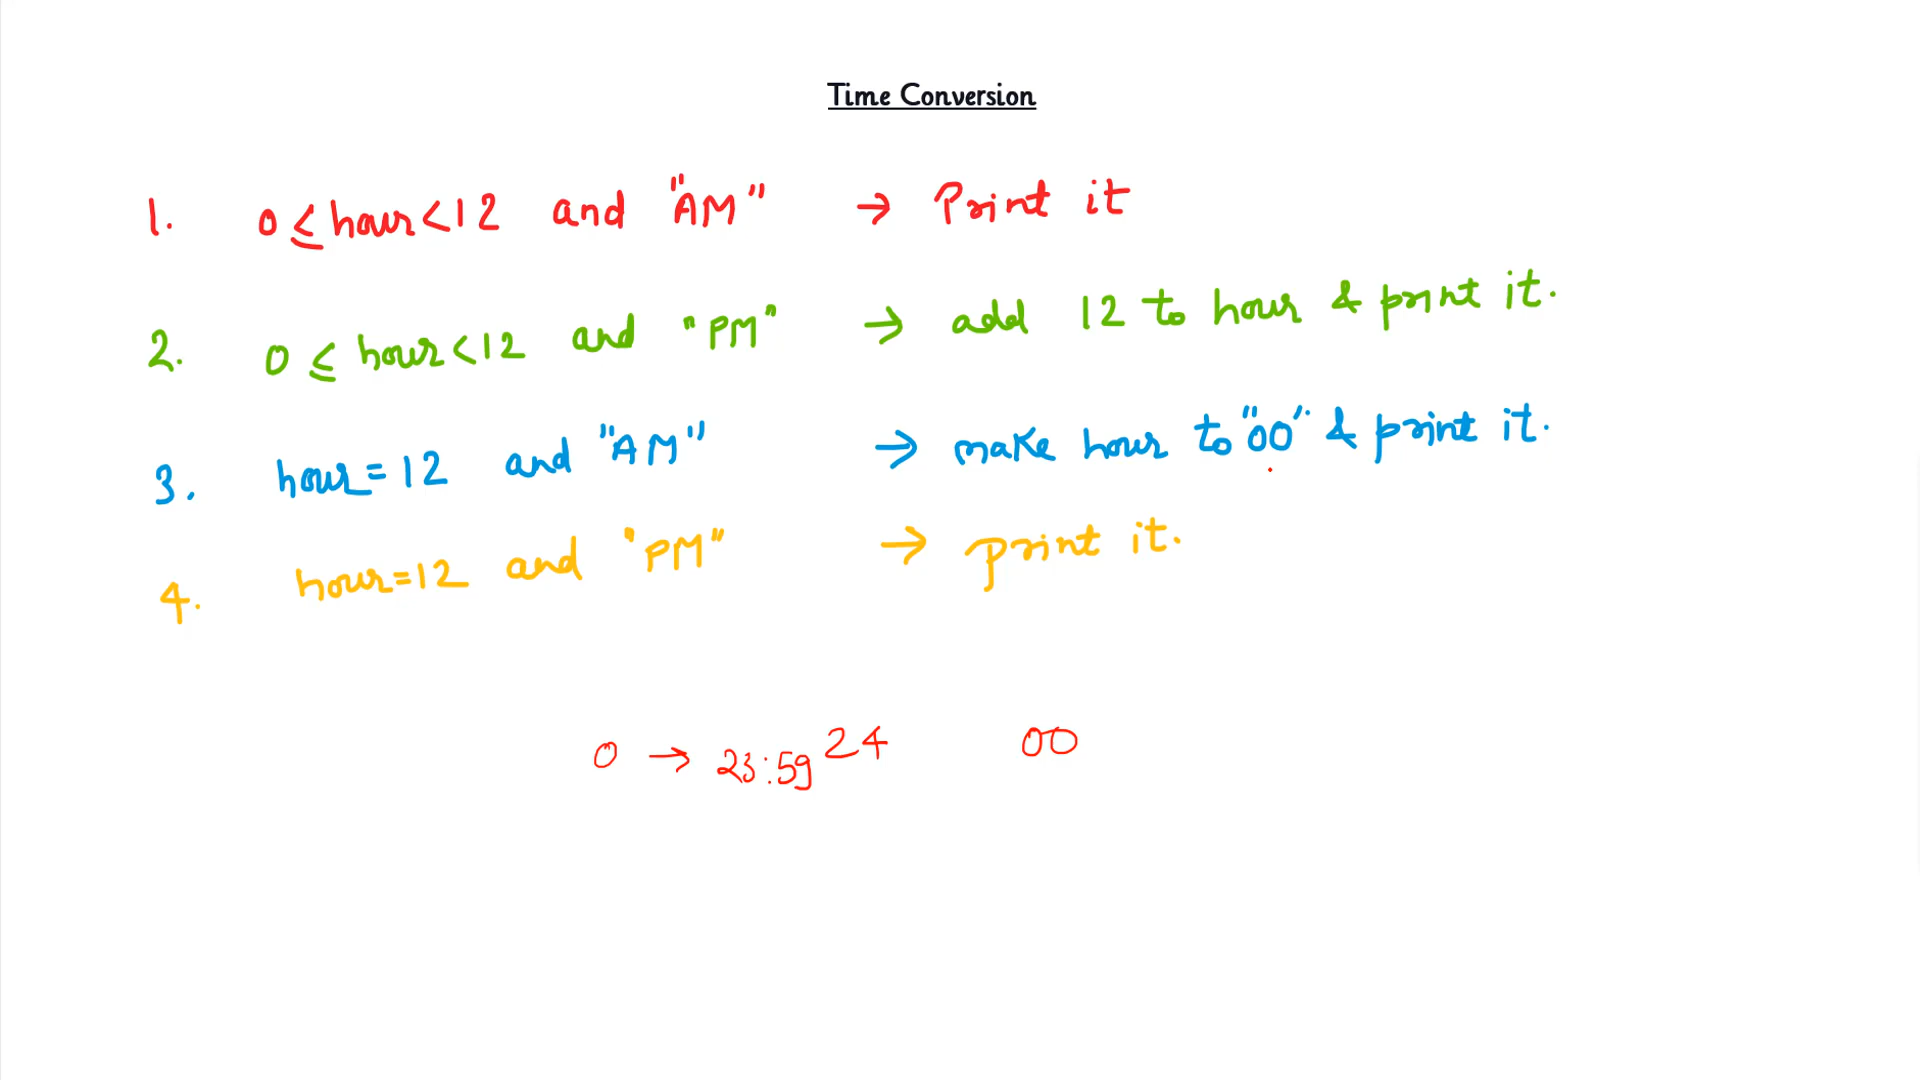 Time Conversion
1. 0 ≤ hour < 12 and "AM" → Print it
2. 0 ≤ hour < 12 and "PM" → add 12 to hour & print it.
3. hour = 12 and "AM" → make hour to "00" & print it.
4. hour = 12 and "PM" → print it.
0 → 23:59 24 00